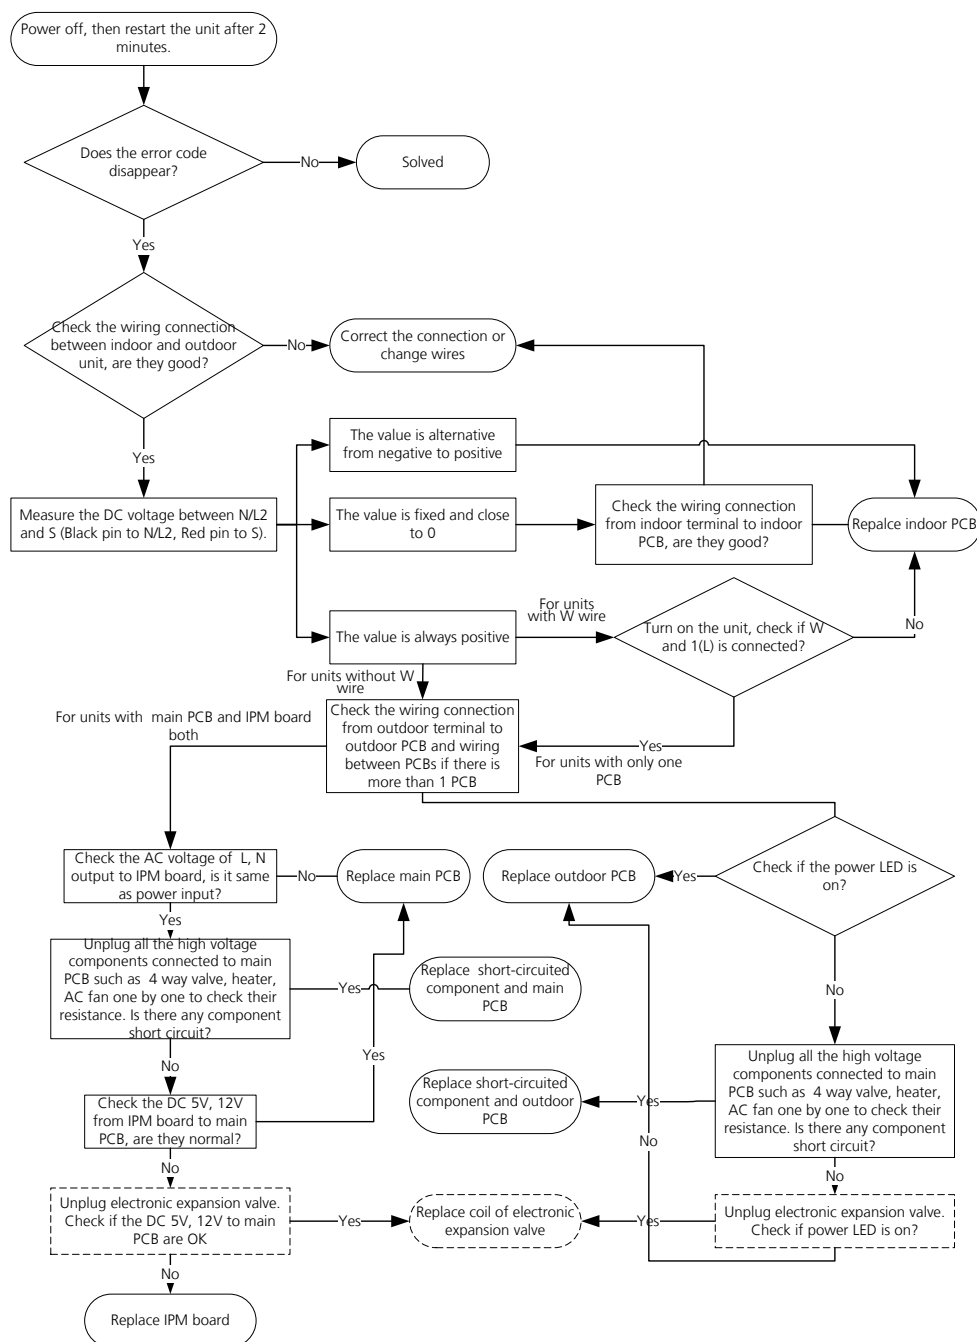 Power off, then restart the unit after 2
minutes.
Does the error code
disappear?
No
Solved
Yes
Check the wiring connection
between indoor and outdoor
unit, are they good?
No
Correct the connection or
change wires
Yes
The value is alternative
from negative to positive
Measure the DC voltage between N/L2
and S (Black pin to N/L2, Red pin to S).
The value is fixed and close
to 0
Check the wiring connection
from indoor terminal to indoor
PCB, are they good?
Repalce indoor PCB
The value is always positive
For units
with W wire
Turn on the unit, check if W
and 1(L) is connected?
No
For units without W
wire
For units with  main PCB and IPM board
both
Check the wiring connection
from outdoor terminal to
outdoor PCB and wiring
between PCBs if there is
more than 1 PCB
Yes
For units with only one
PCB
Check the AC voltage of  L, N
output to IPM board, is it same
as power input?
No
Replace main PCB
Replace outdoor PCB
Yes
Check if the power LED is
on?
Yes
Unplug all the high voltage
components connected to main
PCB such as  4 way valve, heater,
AC fan one by one to check their
resistance. Is there any component
short circuit?
Yes
Replace  short-circuited
component and main
PCB
No
No
Yes
Check the DC 5V, 12V
from IPM board to main
PCB, are they normal?
Replace short-circuited
component and outdoor
PCB
Yes
Unplug all the high voltage
components connected to main
PCB such as  4 way valve, heater,
AC fan one by one to check their
resistance. Is there any component
short circuit?
No
No
No
Unplug electronic expansion valve.
Check if the DC 5V, 12V to main
PCB are OK
Yes
Replace coil of electronic
expansion valve
Yes
Unplug electronic expansion valve.
Check if power LED is on?
No
Replace IPM board